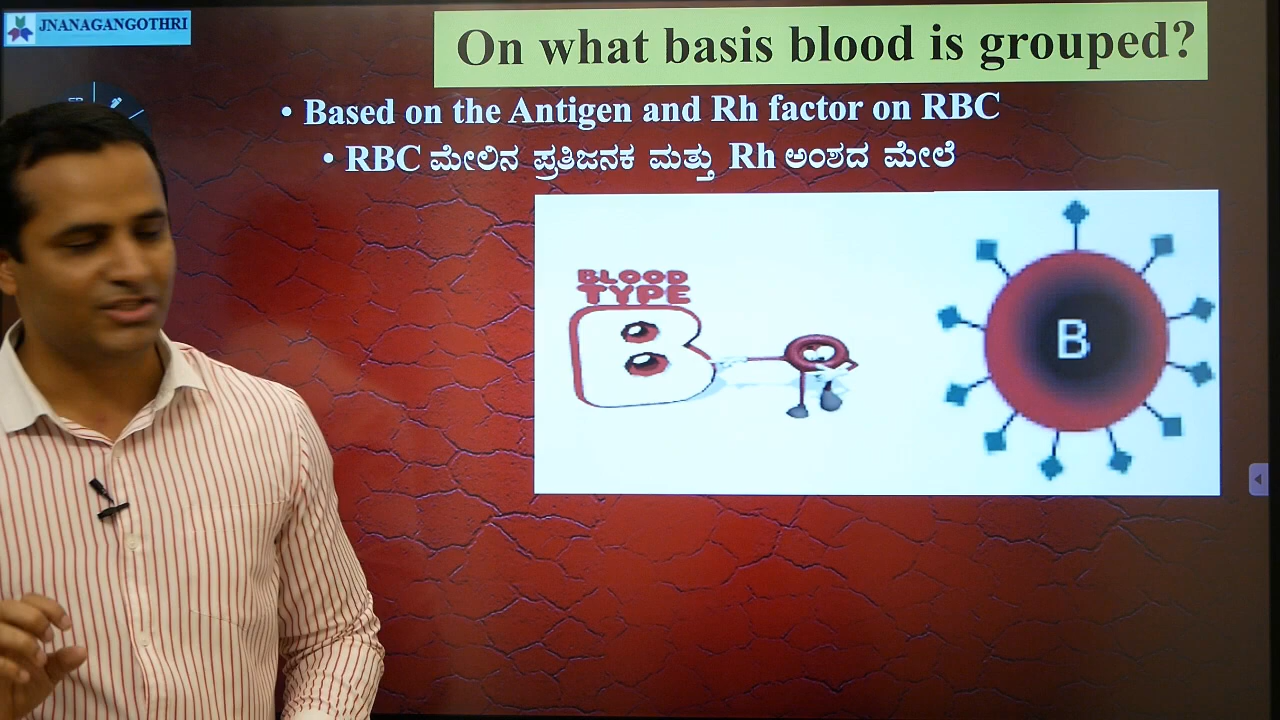 JNANAGANGOTHRI
On what basis blood is grouped?
• Based on the Antigen and Rh factor on RBC
• RBC ಮೇಲಿನ ಪ್ರತಿಜನಕ ಮತ್ತು Rh ಅಂಶದ ಮೇಲೆ
BLOOD
TYPE
B
B